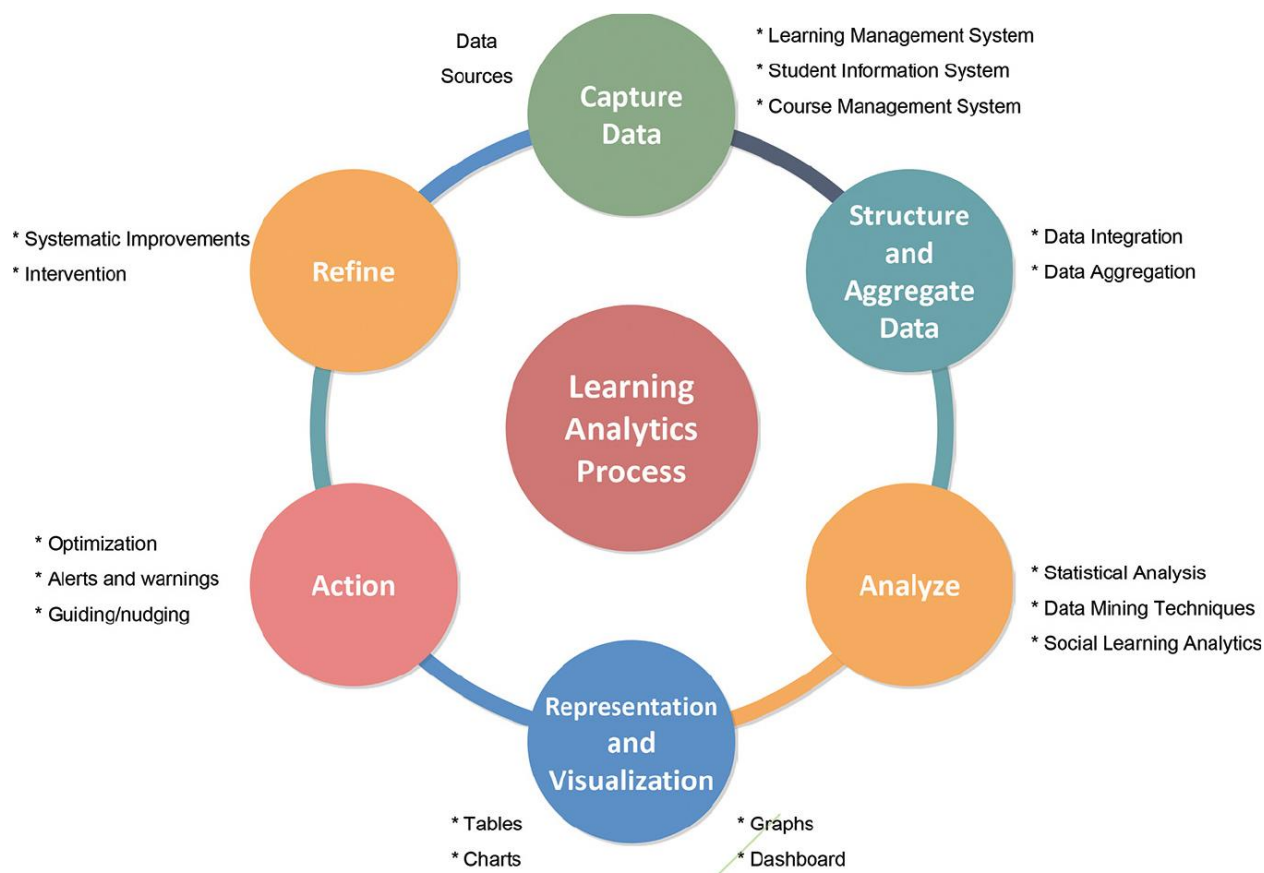 Data
Sources
Capture
Data
* Learning Management System
* Student Information System
* Course Management System
Structure
and
Aggregate
Data
* Data Integration
* Data Aggregation
Analyze
* Statistical Analysis
* Data Mining Techniques
* Social Learning Analytics
Representation
and
Visualization
* Tables
* Charts
* Graphs
* Dashboard
Action
* Optimization
* Alerts and warnings
* Guiding/nudging
Refine
* Systematic Improvements
* Intervention
Learning
Analytics
Process